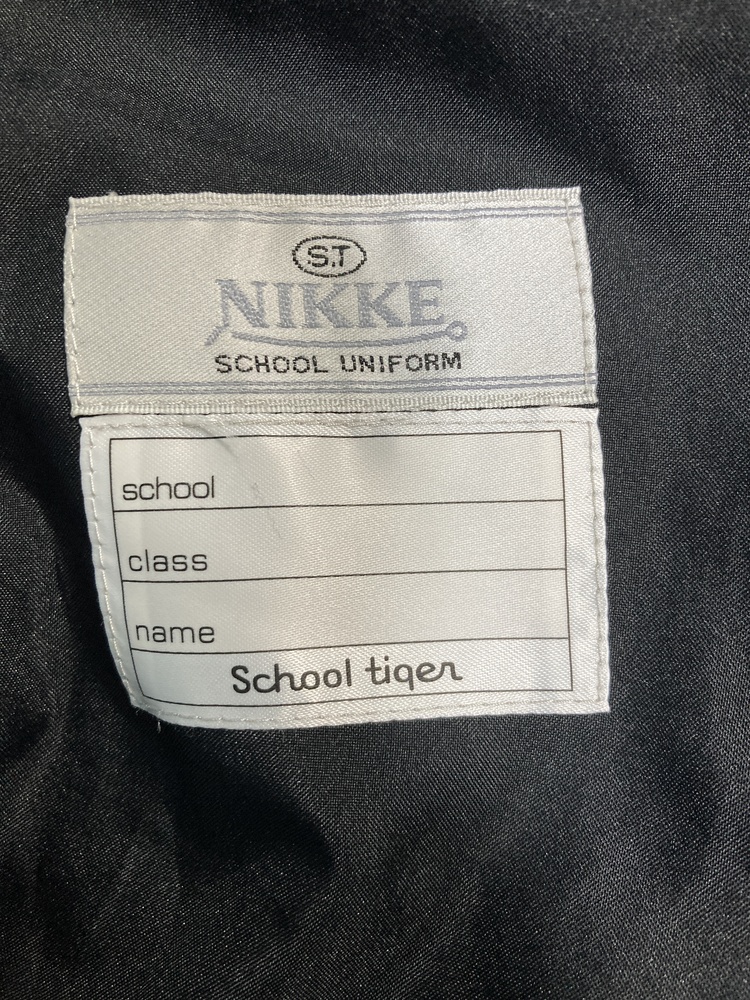 S.T
NIKKE
SCHOOL UNIFORM
school
class
name
School tiger